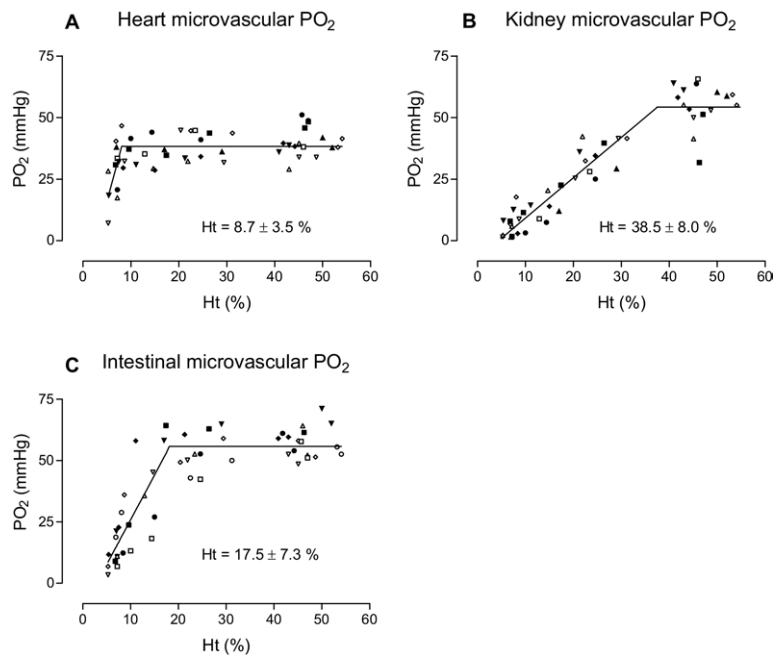 A Heart microvascular PO₂
75
50
25
0
PO₂ (mmHg)
Ht = 8.7 ± 3.5 %
0 10 20 30 40 50 60
Ht (%)
B Kidney microvascular PO₂
75
50
25
0
PO₂ (mmHg)
Ht = 38.5 ± 8.0 %
0 10 20 30 40 50 60
Ht (%)
C Intestinal microvascular PO₂
75
50
25
0
PO₂ (mmHg)
Ht = 17.5 ± 7.3 %
0 10 20 30 40 50 60
Ht (%)